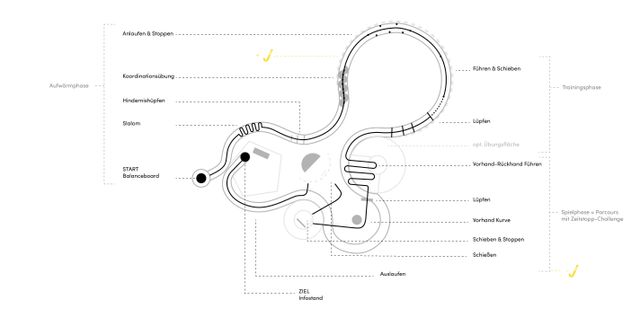 Anlaufen & Stoppen
Koordinationsübung
Aufwärmphase
Hindernishüpfen
Slalom
START
Balanceboard
Führen & Schieben
Trainingsphase
Lüpfen
opt. Übungsfläche
Vorhand-Rückhand Führen
Lüpfen
Spielphase = Parcours
mit Zeitstopp-Challenge
Vorhand Kurve
Schieben & Stoppen
Schießen
Auslaufen
ZIEL
Infostand